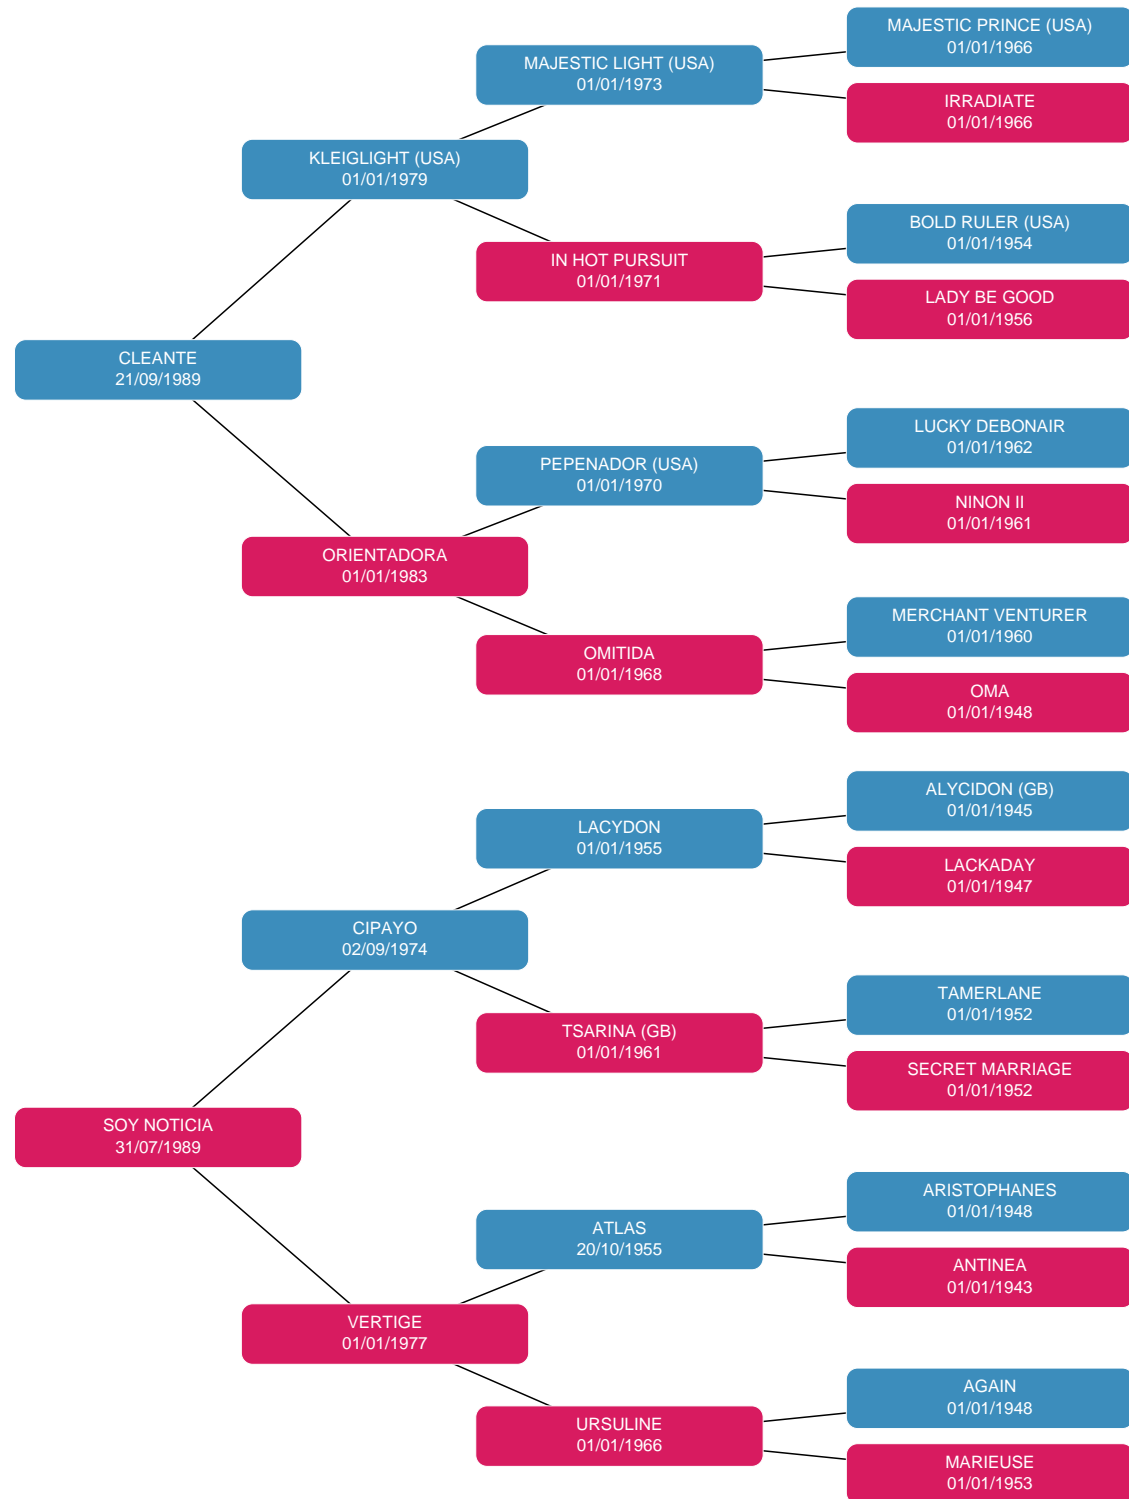 MAJESTIC PRINCE (USA)
01/01/1966
MAJESTIC LIGHT (USA)
01/01/1973
IRRADIATE
01/01/1966
KLEIGLIGHT (USA)
01/01/1979
BOLD RULER (USA)
01/01/1954
IN HOT PURSUIT
01/01/1971
LADY BE GOOD
01/01/1956
CLEANTE
21/09/1989
LUCKY DEBONAIR
01/01/1962
PEPENADOR (USA)
01/01/1970
NINON II
01/01/1961
ORIENTADORA
01/01/1983
MERCHANT VENTURER
01/01/1960
OMITIDA
01/01/1968
OMA
01/01/1948
ALYCIDON (GB)
01/01/1945
LACYDON
01/01/1955
LACKADAY
01/01/1947
CIPAYO
02/09/1974
TAMERLANE
01/01/1952
TSARINA (GB)
01/01/1961
SECRET MARRIAGE
01/01/1952
SOY NOTICIA
31/07/1989
ARISTOPHANES
01/01/1948
ATLAS
20/10/1955
ANTINEA
01/01/1943
VERTIGE
01/01/1977
AGAIN
01/01/1948
URSULINE
01/01/1966
MARIEUSE
01/01/1953